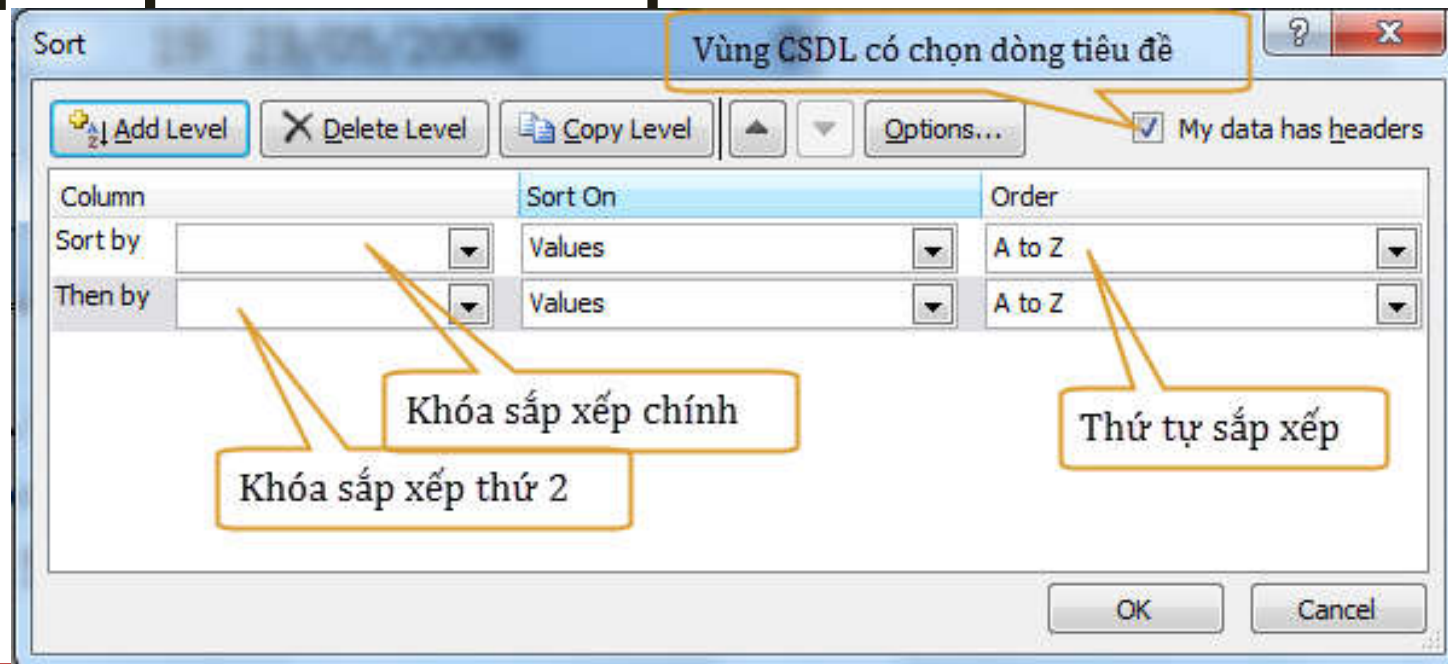 Sort
Vùng CSDL có chọn dòng tiêu đề
Add Level Delete Level Copy Level Options... My data has headers
Column Sort On Order
Sort by Values A to Z
Then by Values A to Z
Khóa sắp xếp chính
Thứ tự sắp xếp
Khóa sắp xếp thứ 2
OK Cancel